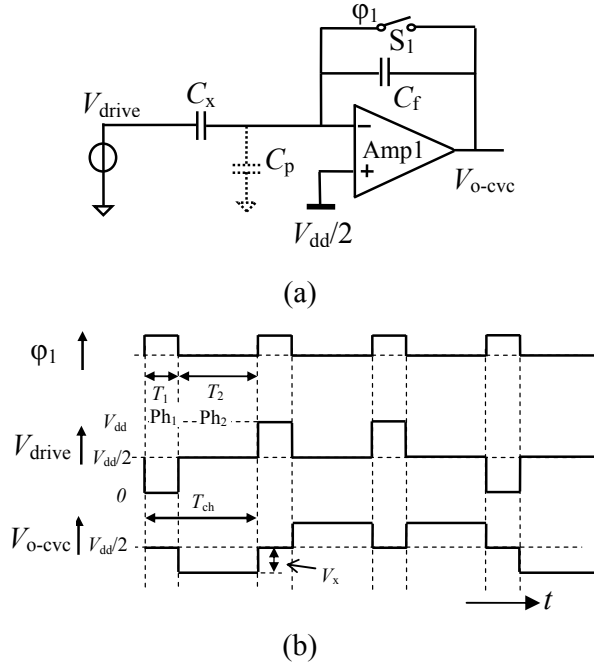 φ1
S1
Cx
Cf
Vdrive
−
Amp1
Cp
+
Vo-cvc
Vdd/2
(a)
φ1
T1 T2
Ph1 Ph2
Vdd
Vdrive Vdd/2
0
Tch
Vo-cvc Vdd/2
Vx
t
(b)